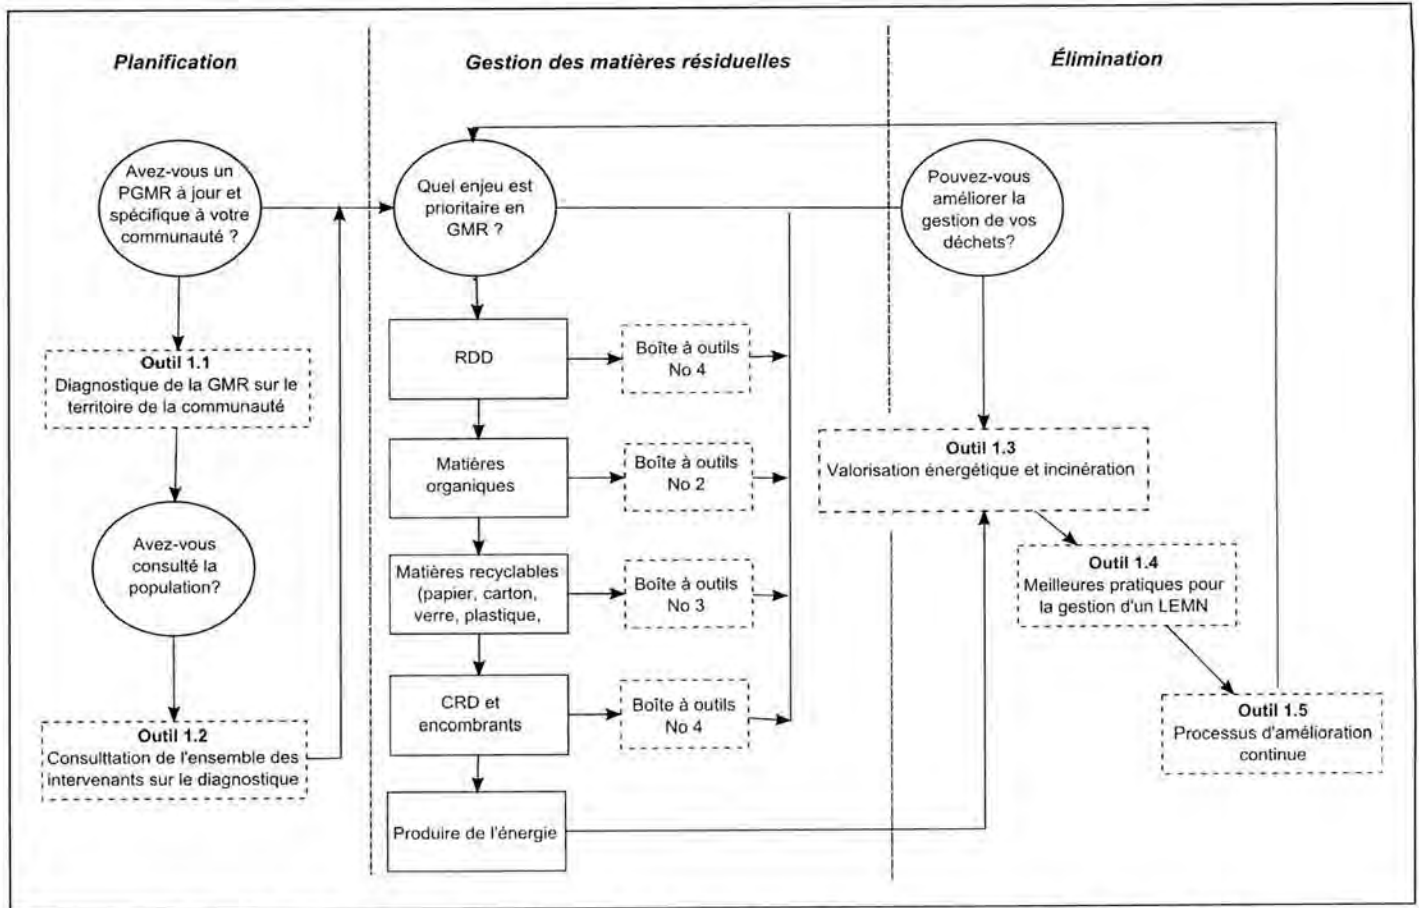 Planification
Gestion des matières résiduelles
Élimination
Avez-vous un
PGMR à jour et
spécifique à votre
communauté ?
Outil 1.1
Diagnostique de la GMR sur le
territoire de la communauté
Avez-vous
consulté la
population?
Outil 1.2
Consulttation de l'ensemble des
intervenants sur le diagnostique
Quel enjeu est
prioritaire en
GMR ?
RDD
Boîte à outils
No 4
Matières
organiques
Boîte à outils
No 2
Matières recyclables
(papier, carton,
verre, plastique,
Boîte à outils
No 3
CRD et
encombrants
Boîte à outils
No 4
Produire de l'énergie
Pouvez-vous
améliorer la
gestion de vos
déchets?
Outil 1.3
Valorisation énergétique et incinération
Outil 1.4
Meilleures pratiques pour
la gestion d'un LEMN
Outil 1.5
Processus d'amélioration
continue